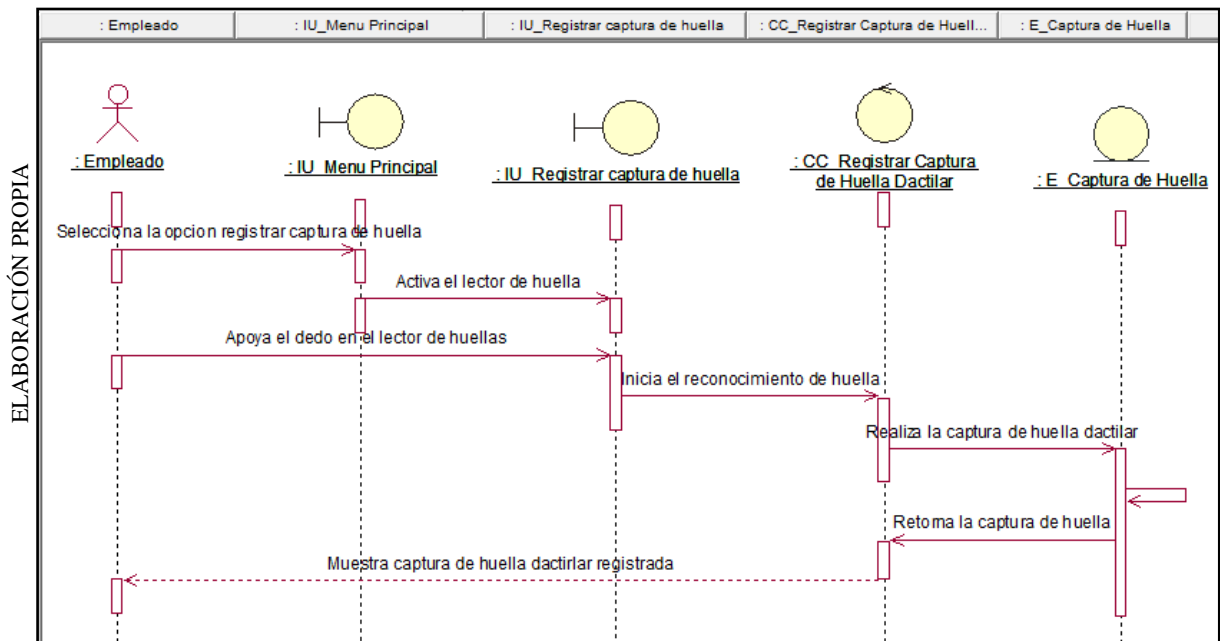 : Empleado
: IU_Menu Principal
: IU_Registrar captura de huella
: CC_Registrar Captura de Huell...
: E_Captura de Huella
: Empleado
: IU_Menu Principal
: IU_Registrar captura de huella
: CC_Registrar Captura
de Huella Dactilar
: E_Captura de Huella
ELABORACIÓN PROPIA
Selecciona la opcion registrar captura de huella
Activa el lector de huella
Apoya el dedo en el lector de huellas
Inicia el reconocimiento de huella
Realiza la captura de huella dactilar
Retorna la captura de huella
Muestra captura de huella dactirlar registrada